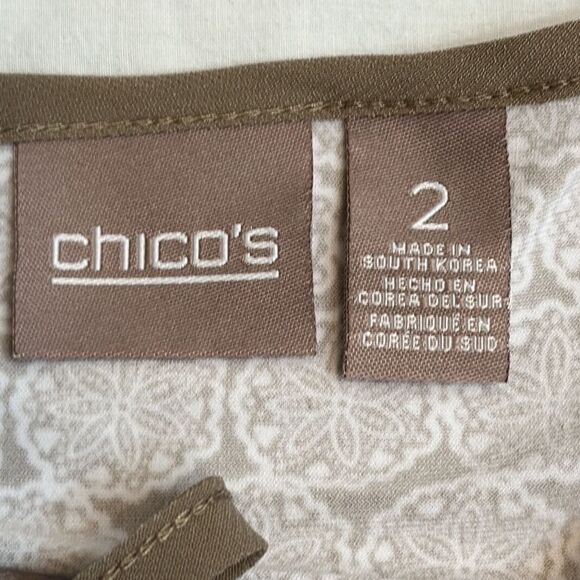 chico's
2
MADE IN
SOUTH KOREA
HECHO EN
COREA DEL SUR
FABRIQUÉ EN
CORÉE DU SUD